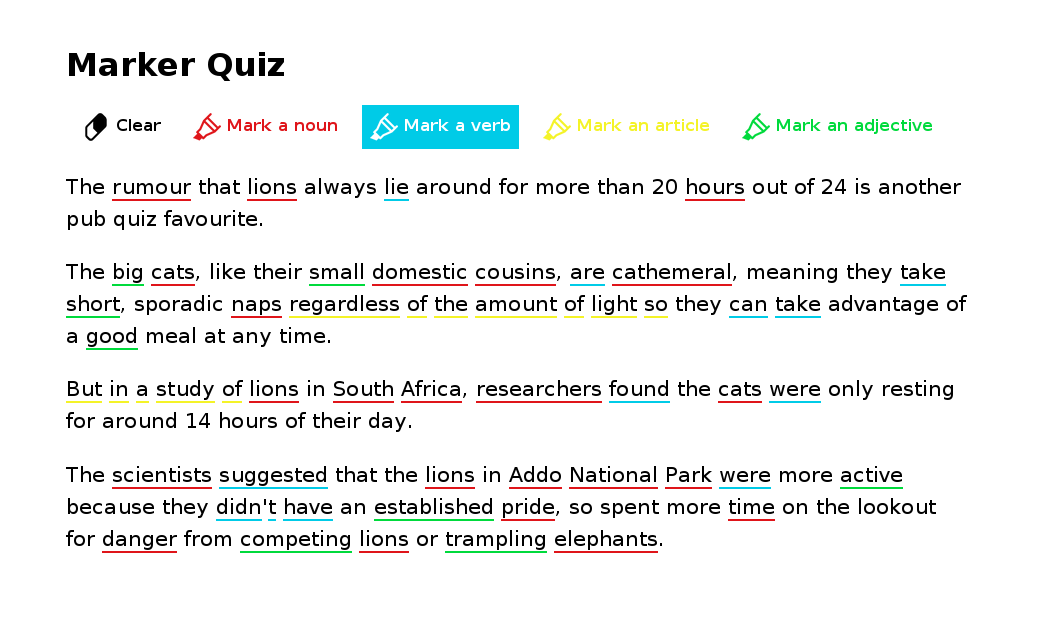 Marker Quiz
Clear Mark a noun Mark a verb Mark an article Mark an adjective
The rumour that lions always lie around for more than 20 hours out of 24 is another
pub quiz favourite.
The big cats, like their small domestic cousins, are cathemeral, meaning they take
short, sporadic naps regardless of the amount of light so they can take advantage of
a good meal at any time.
But in a study of lions in South Africa, researchers found the cats were only resting
for around 14 hours of their day.
The scientists suggested that the lions in Addo National Park were more active
because they didn't have an established pride, so spent more time on the lookout
for danger from competing lions or trampling elephants.